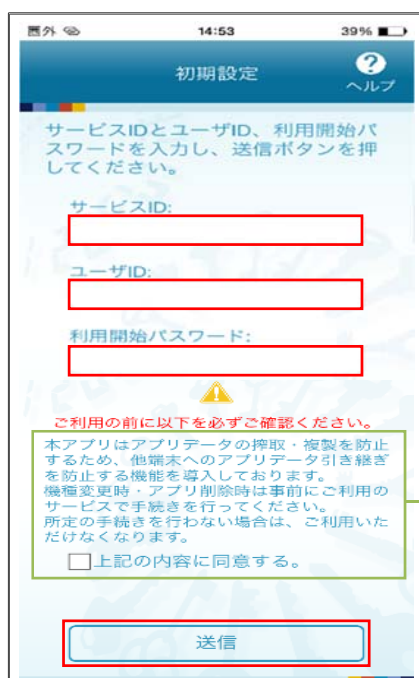 圏外 14:53 39%
初期設定 ?
ヘルプ
サービスIDとユーザID、利用開始パ
スワードを入力し、送信ボタンを押
してください。
サービスID:
ユーザID:
利用開始パスワード:
ご利用の前に以下を必ずご確認ください。
本アプリはアプリデータの搾取・複製を防止
するため、他端末へのアプリデータ引き継ぎ
を防止する機能を導入しております。
機種変更時・アプリ削除時は事前にご利用の
サービスで手続きを行ってください。
所定の手続きを行わない場合は、ご利用いた
だけなくなります。
上記の内容に同意する。
送信